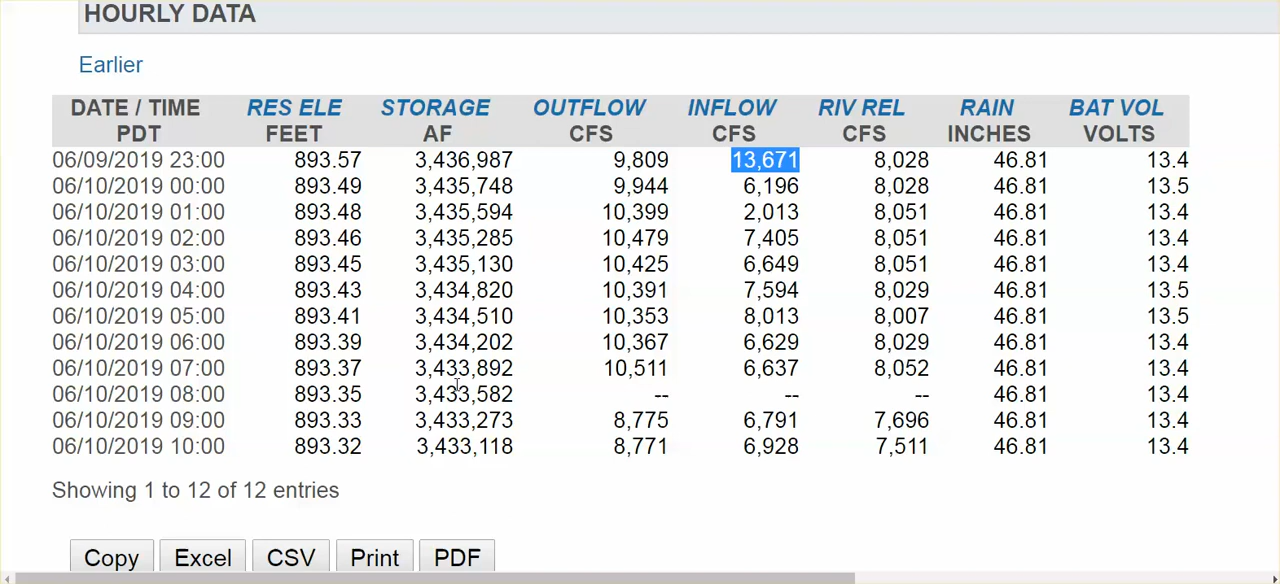 HOURLY DATA
Earlier
DATE / TIME RES ELE STORAGE OUTFLOW INFLOW RIV REL RAIN BAT VOL
PDT FEET AF CFS CFS CFS INCHES VOLTS
06/09/2019 23:00 893.57 3,436,987 9,809 13,671 8,028 46.81 13.4
06/10/2019 00:00 893.49 3,435,748 9,944 6,196 8,028 46.81 13.5
06/10/2019 01:00 893.48 3,435,594 10,399 2,013 8,051 46.81 13.4
06/10/2019 02:00 893.46 3,435,285 10,479 7,405 8,051 46.81 13.4
06/10/2019 03:00 893.45 3,435,130 10,425 6,649 8,051 46.81 13.4
06/10/2019 04:00 893.43 3,434,820 10,391 7,594 8,029 46.81 13.5
06/10/2019 05:00 893.41 3,434,510 10,353 8,013 8,007 46.81 13.5
06/10/2019 06:00 893.39 3,434,202 10,367 6,629 8,029 46.81 13.4
06/10/2019 07:00 893.37 3,433,892 10,511 6,637 8,052 46.81 13.4
06/10/2019 08:00 893.35 3,433,582 -- -- -- 46.81 13.4
06/10/2019 09:00 893.33 3,433,273 8,775 6,791 7,696 46.81 13.4
06/10/2019 10:00 893.32 3,433,118 8,771 6,928 7,511 46.81 13.4
Showing 1 to 12 of 12 entries
Copy Excel CSV Print PDF